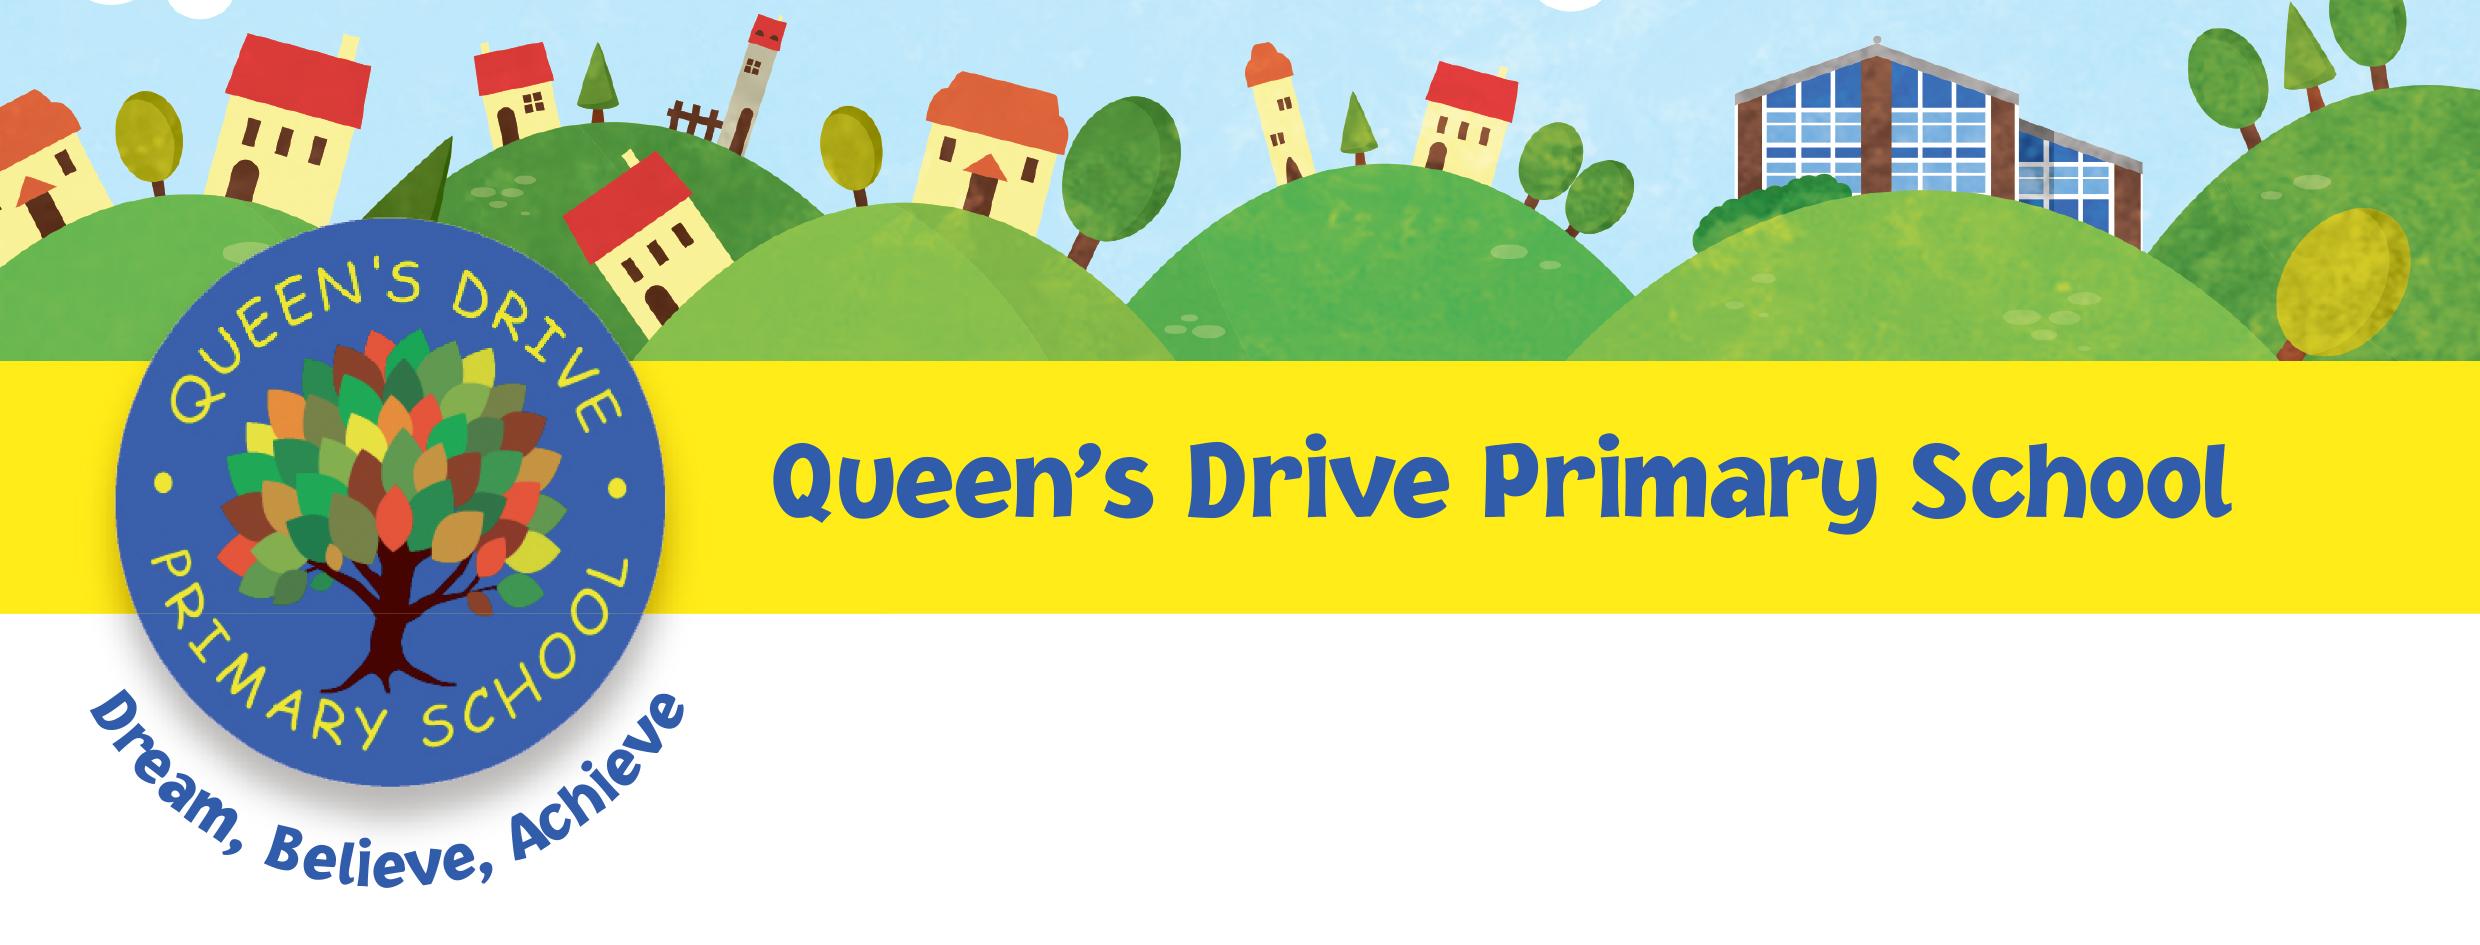 QUEEN'S DRIVE
PRIMARY SCHOOL
Queen’s Drive Primary School
Dream, Believe, Achieve